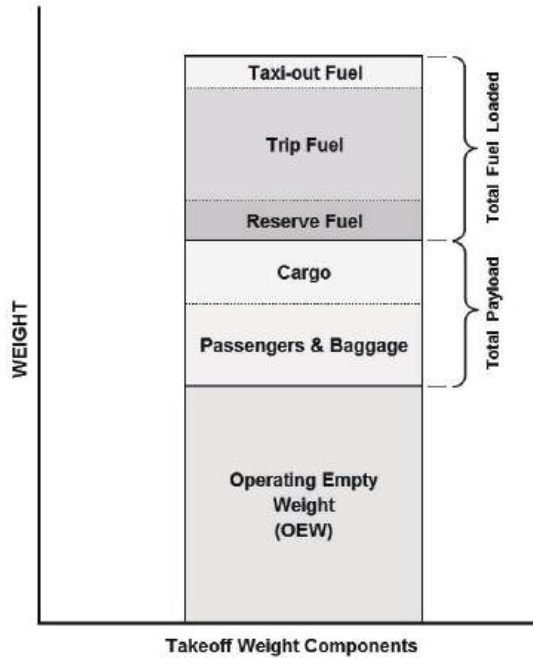 Taxi-out Fuel
Trip Fuel
Reserve Fuel
Cargo
Passengers & Baggage
Operating Empty
Weight
(OEW)
Total Fuel Loaded
Total Payload
WEIGHT
Takeoff Weight Components